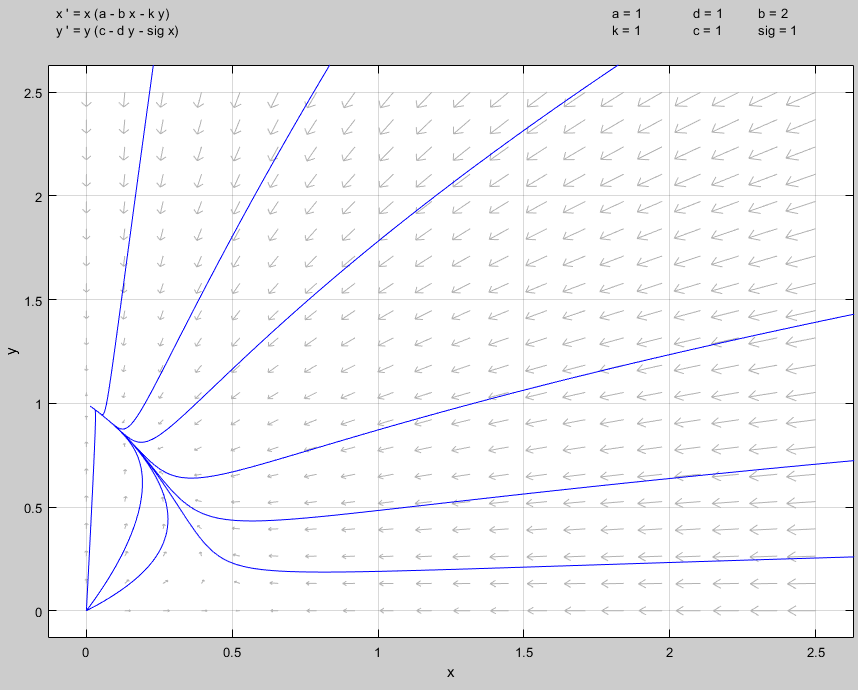 x ' = x (a - b x - k y)
y ' = y (c - d y - sig x)
a = 1 d = 1 b = 2
k = 1 c = 1 sig = 1
2.5
2
1.5
1
0.5
0
y
0 0.5 1 1.5 2 2.5
x